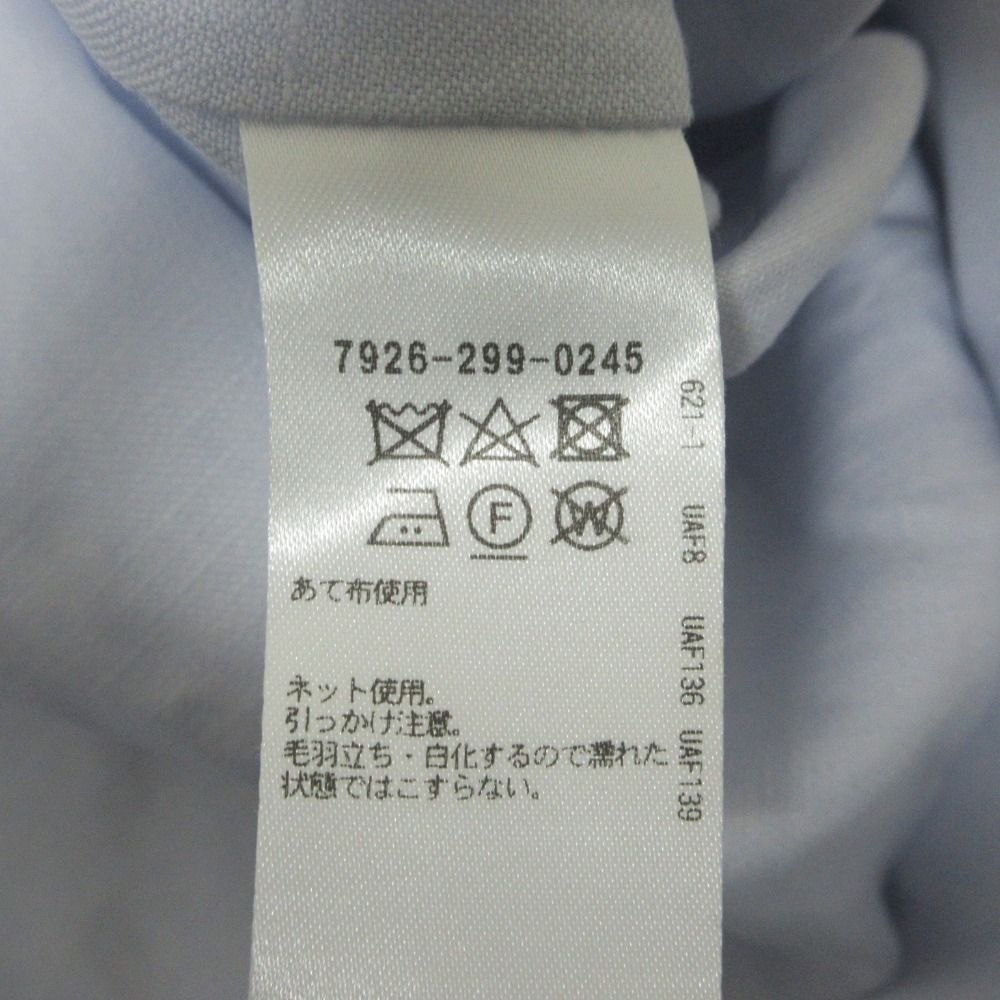 7926-299-0245
F
W
あて布使用
ネット使用。
引っかけ注意。
毛羽立ち・白化するので濡れた
状態ではこすらない。
621-1 UAF8 UAF136 UAF139